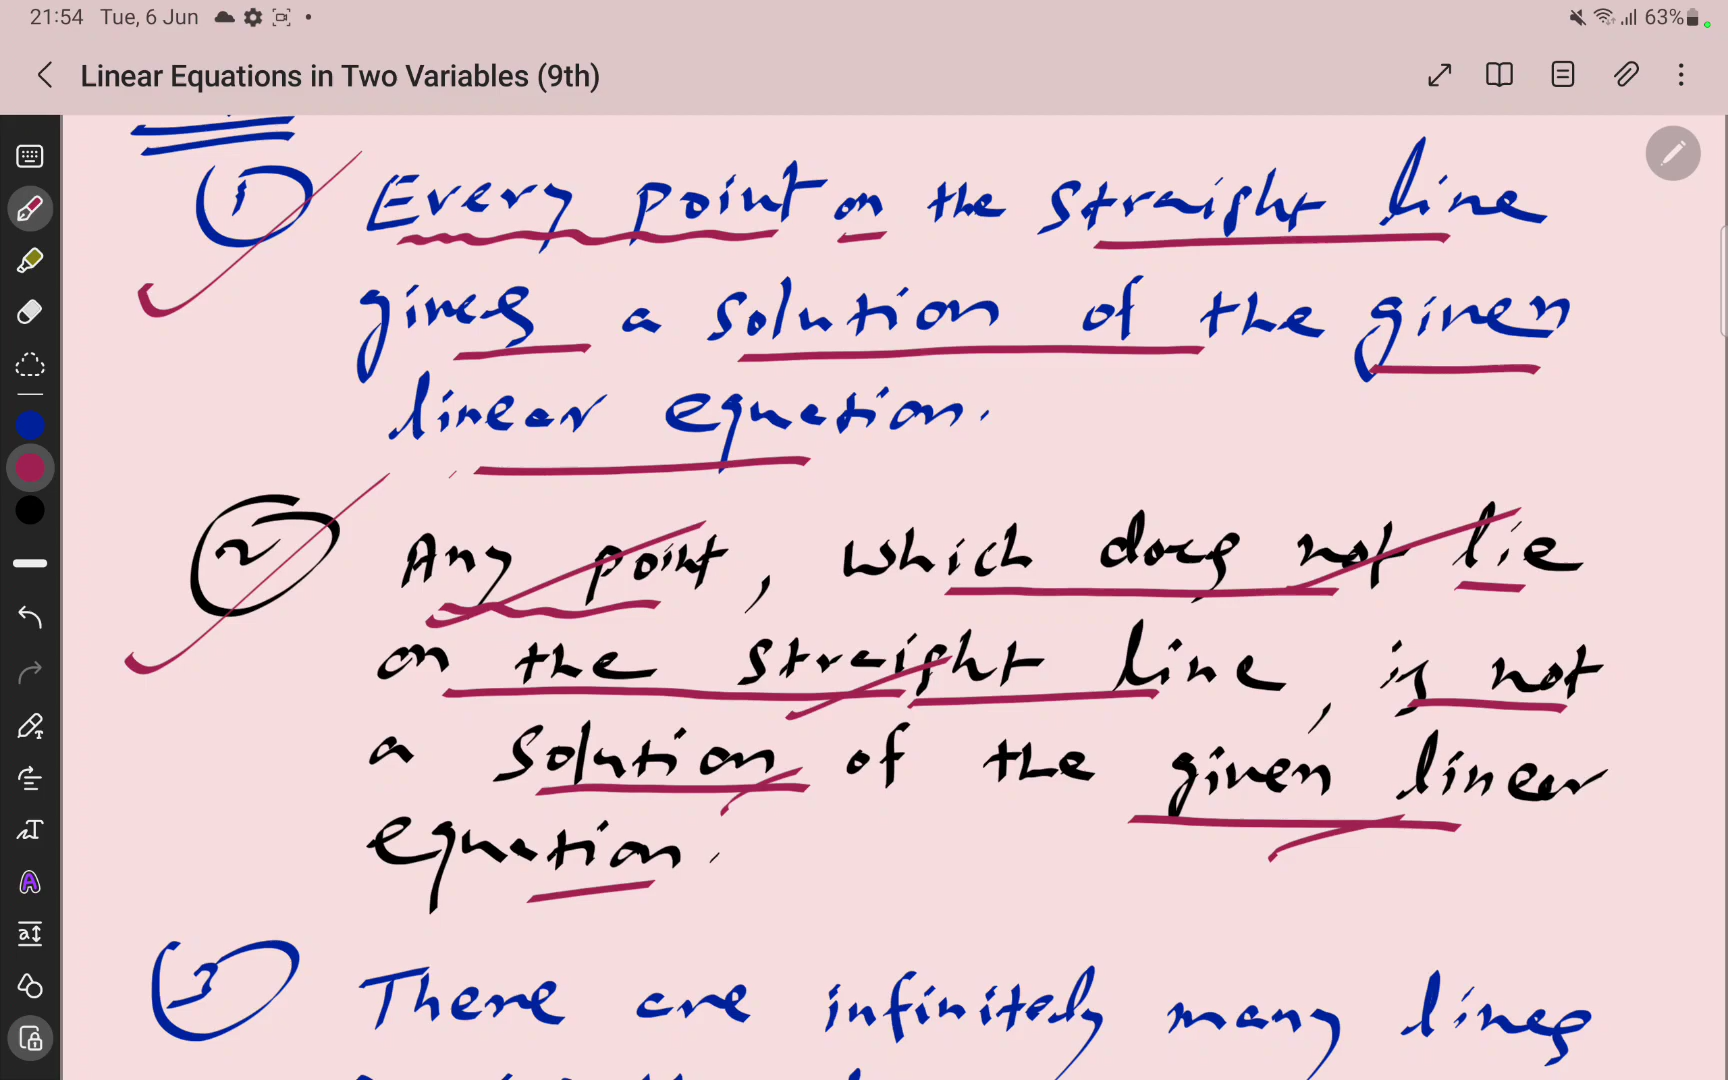 21:54 Tue, 6 Jun 63%
Linear Equations in Two Variables (9th)
1 Every point on the straight line
gives a solution of the given
linear equation.
2 Any point, which does not lie
on the straight line, is not
a solution of the given linear
equation.
3 There are infinitely many lines